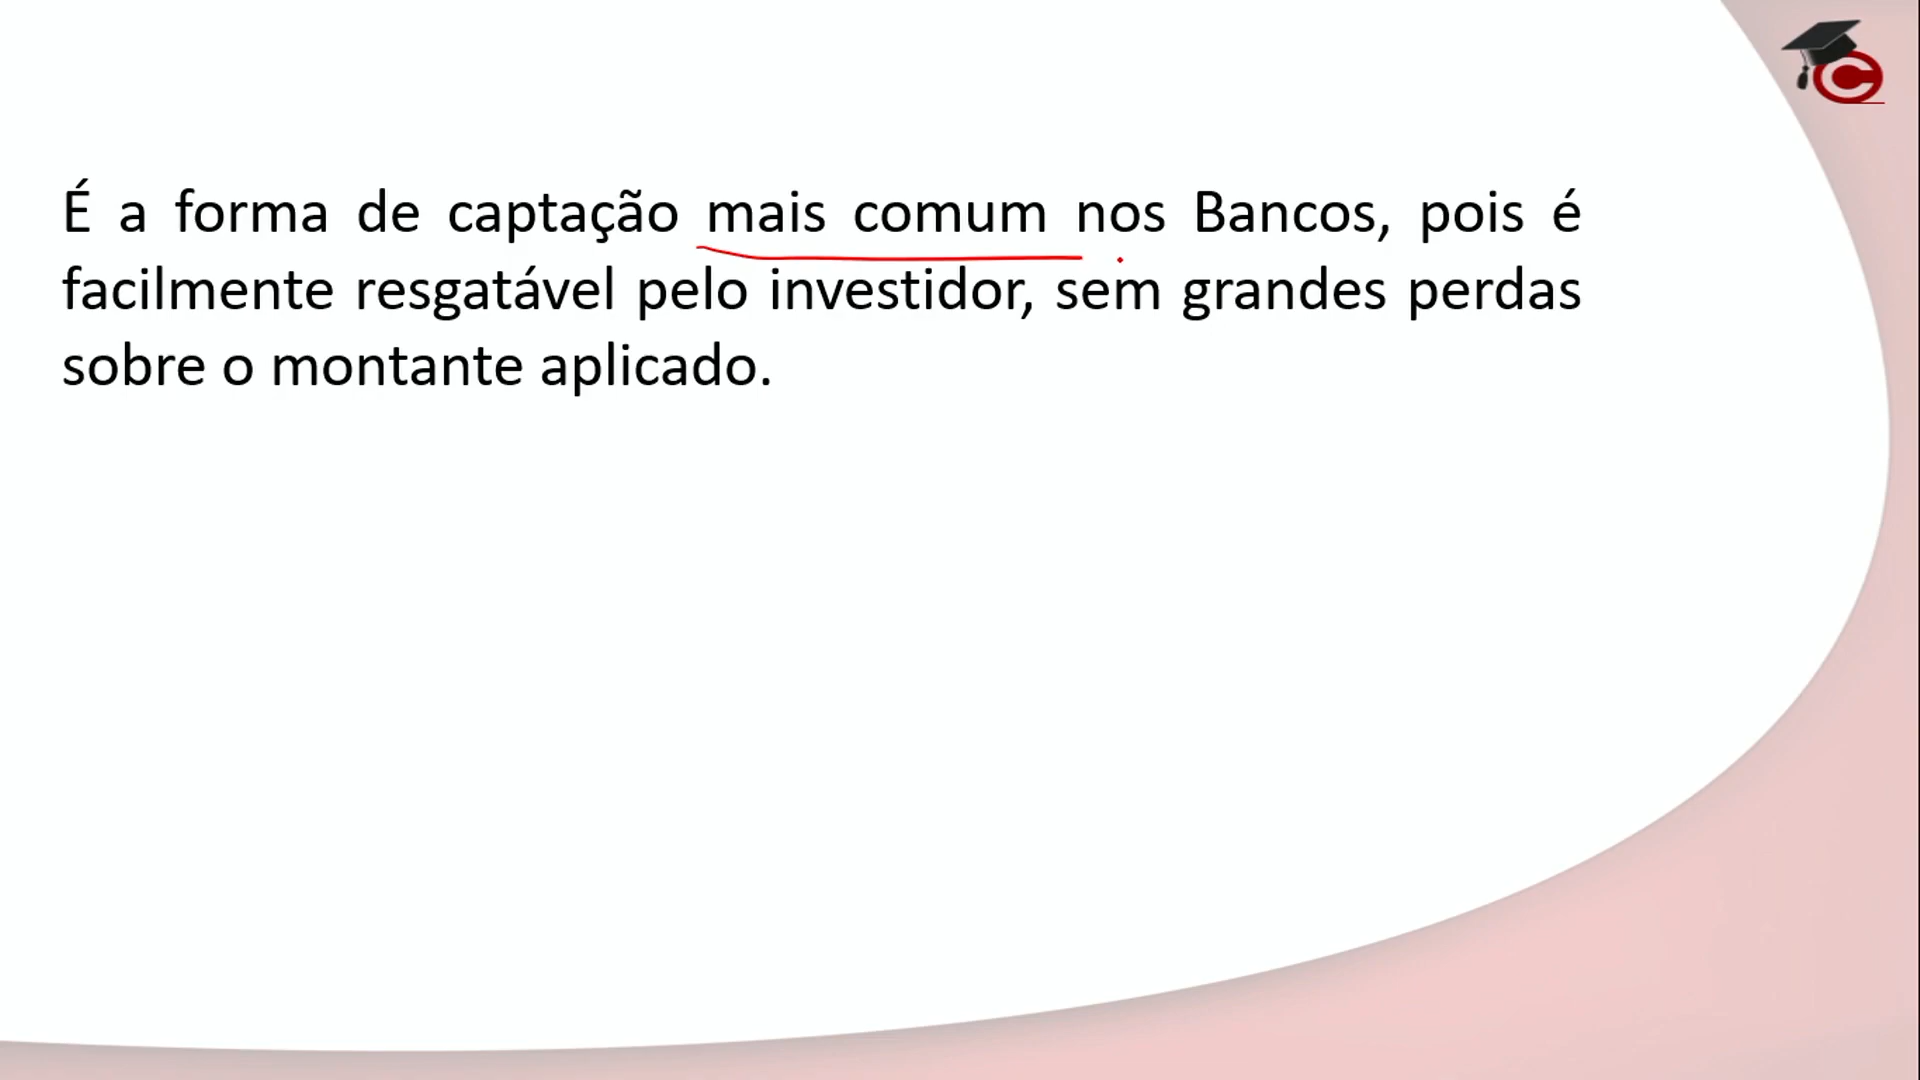 É a forma de captação mais comum nos Bancos, pois é
facilmente resgatável pelo investidor, sem grandes perdas
sobre o montante aplicado.